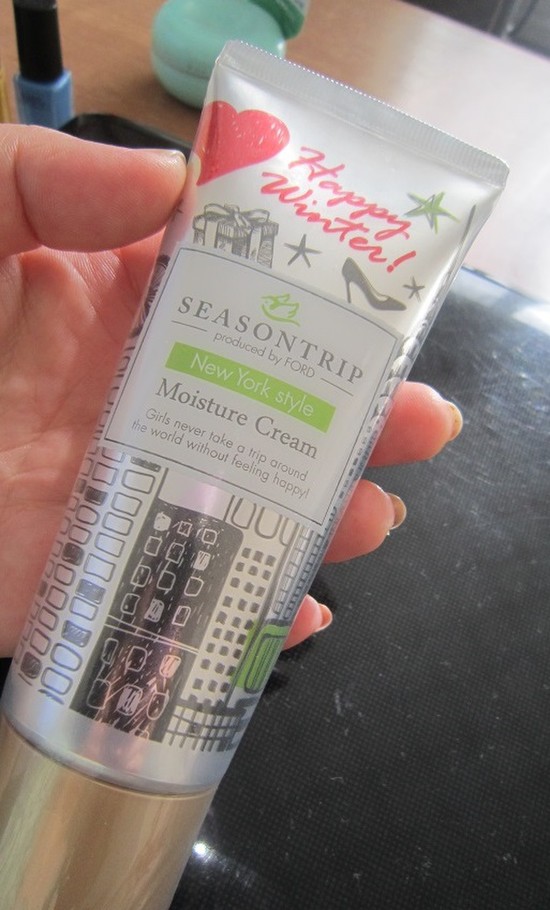 Happy
Winter!
SEASONTRIP
produced by FORD
New York style
Moisture Cream
Girls never take a trip around
the world without feeling happy!